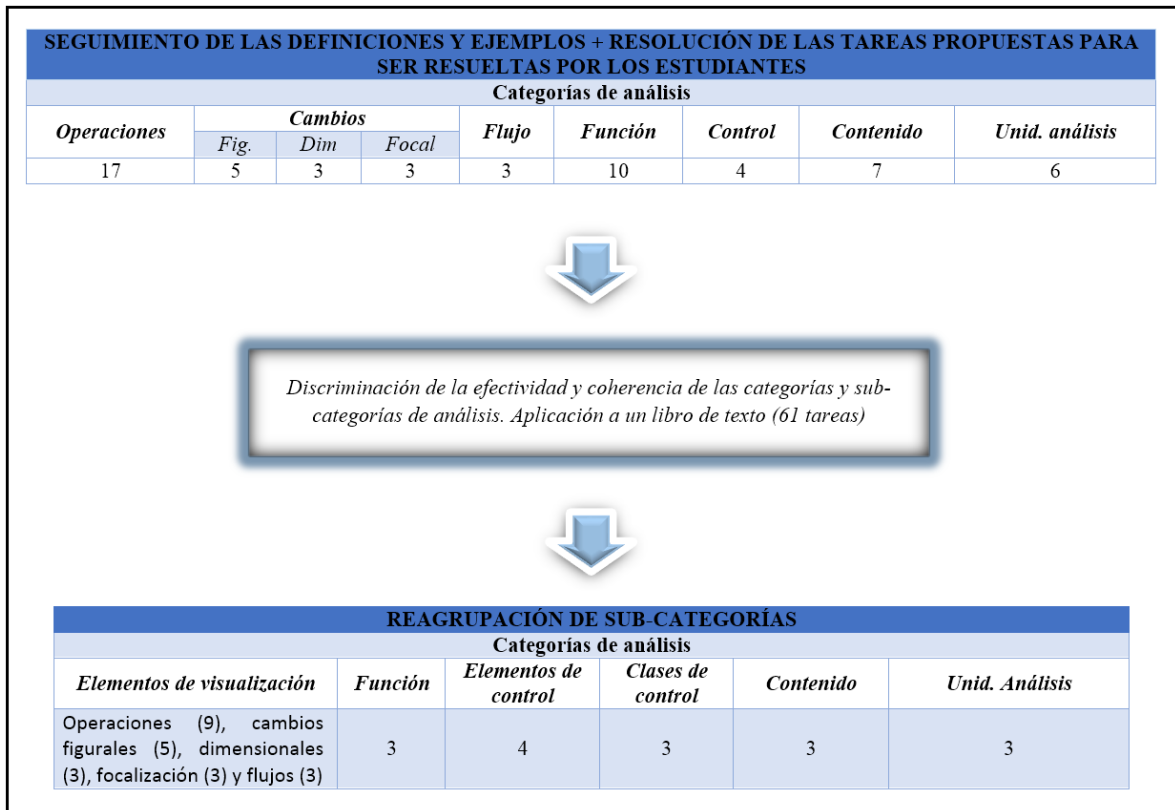 SEGUIMIENTO DE LAS DEFINICIONES Y EJEMPLOS + RESOLUCIÓN DE LAS TAREAS PROPUESTAS PARA
SER RESUELTAS POR LOS ESTUDIANTES
Categorías de análisis
Operaciones Cambios Flujo Función Control Contenido Unid. análisis
Fig. Dim Focal
17 5 3 3 3 10 4 7 6
Discriminación de la efectividad y coherencia de las categorías y sub-
categorías de análisis. Aplicación a un libro de texto (61 tareas)
REAGRUPACIÓN DE SUB-CATEGORÍAS
Categorías de análisis
Elementos de visualización Función Elementos de control Clases de control Contenido Unid. Análisis
Operaciones (9), cambios
figurales (5), dimensionales
(3), focalización (3) y flujos (3)
3 4 3 3 3